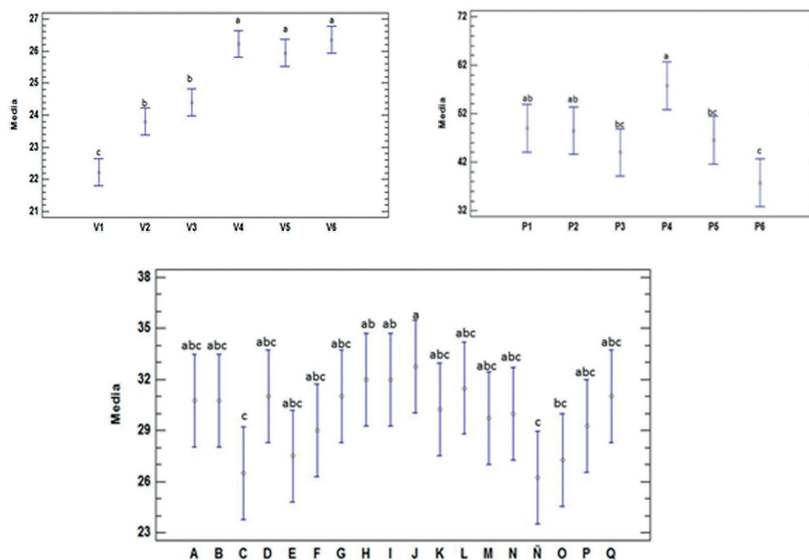 27
26
25
24
23
22
21
Media
c
b
b
a
a
a
V1 V2 V3 V4 V5 V6
72
62
52
42
32
Media
ab
ab
bc
a
bc
c
P1 P2 P3 P4 P5 P6
38
35
32
29
26
23
Media
abc abc c abc abc abc abc ab ab a abc abc abc abc c bc abc abc
A B C D E F G H I J K L M N Ñ O P Q